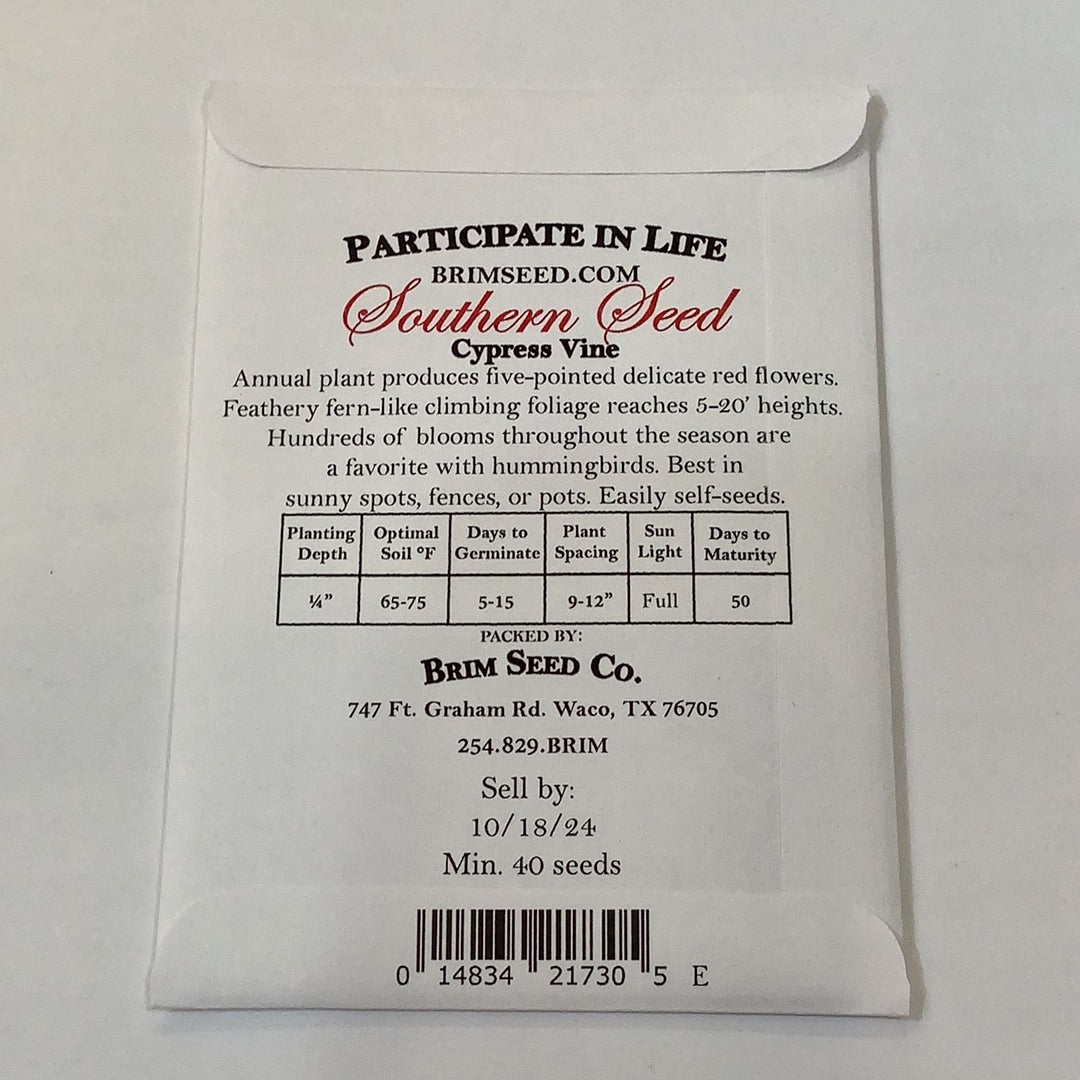 PARTICIPATE IN LIFE
BRIMSEED.COM
Southern Seed
Cypress Vine
Annual plant produces five-pointed delicate red flowers.
Feathery fern-like climbing foliage reaches 5-20' heights.
Hundreds of blooms throughout the season are
a favorite with hummingbirds. Best in
sunny spots, fences, or pots. Easily self-seeds.
Planting Depth Optimal Soil °F Days to Germinate Plant Spacing Sun Light Days to Maturity
¼” 65-75 5-15 9-12” Full 50
PACKED BY:
BRIM SEED CO.
747 Ft. Graham Rd. Waco, TX 76705
254.829.BRIM
Sell by:
10/18/24
Min. 40 seeds
0 14834 21730 5 E